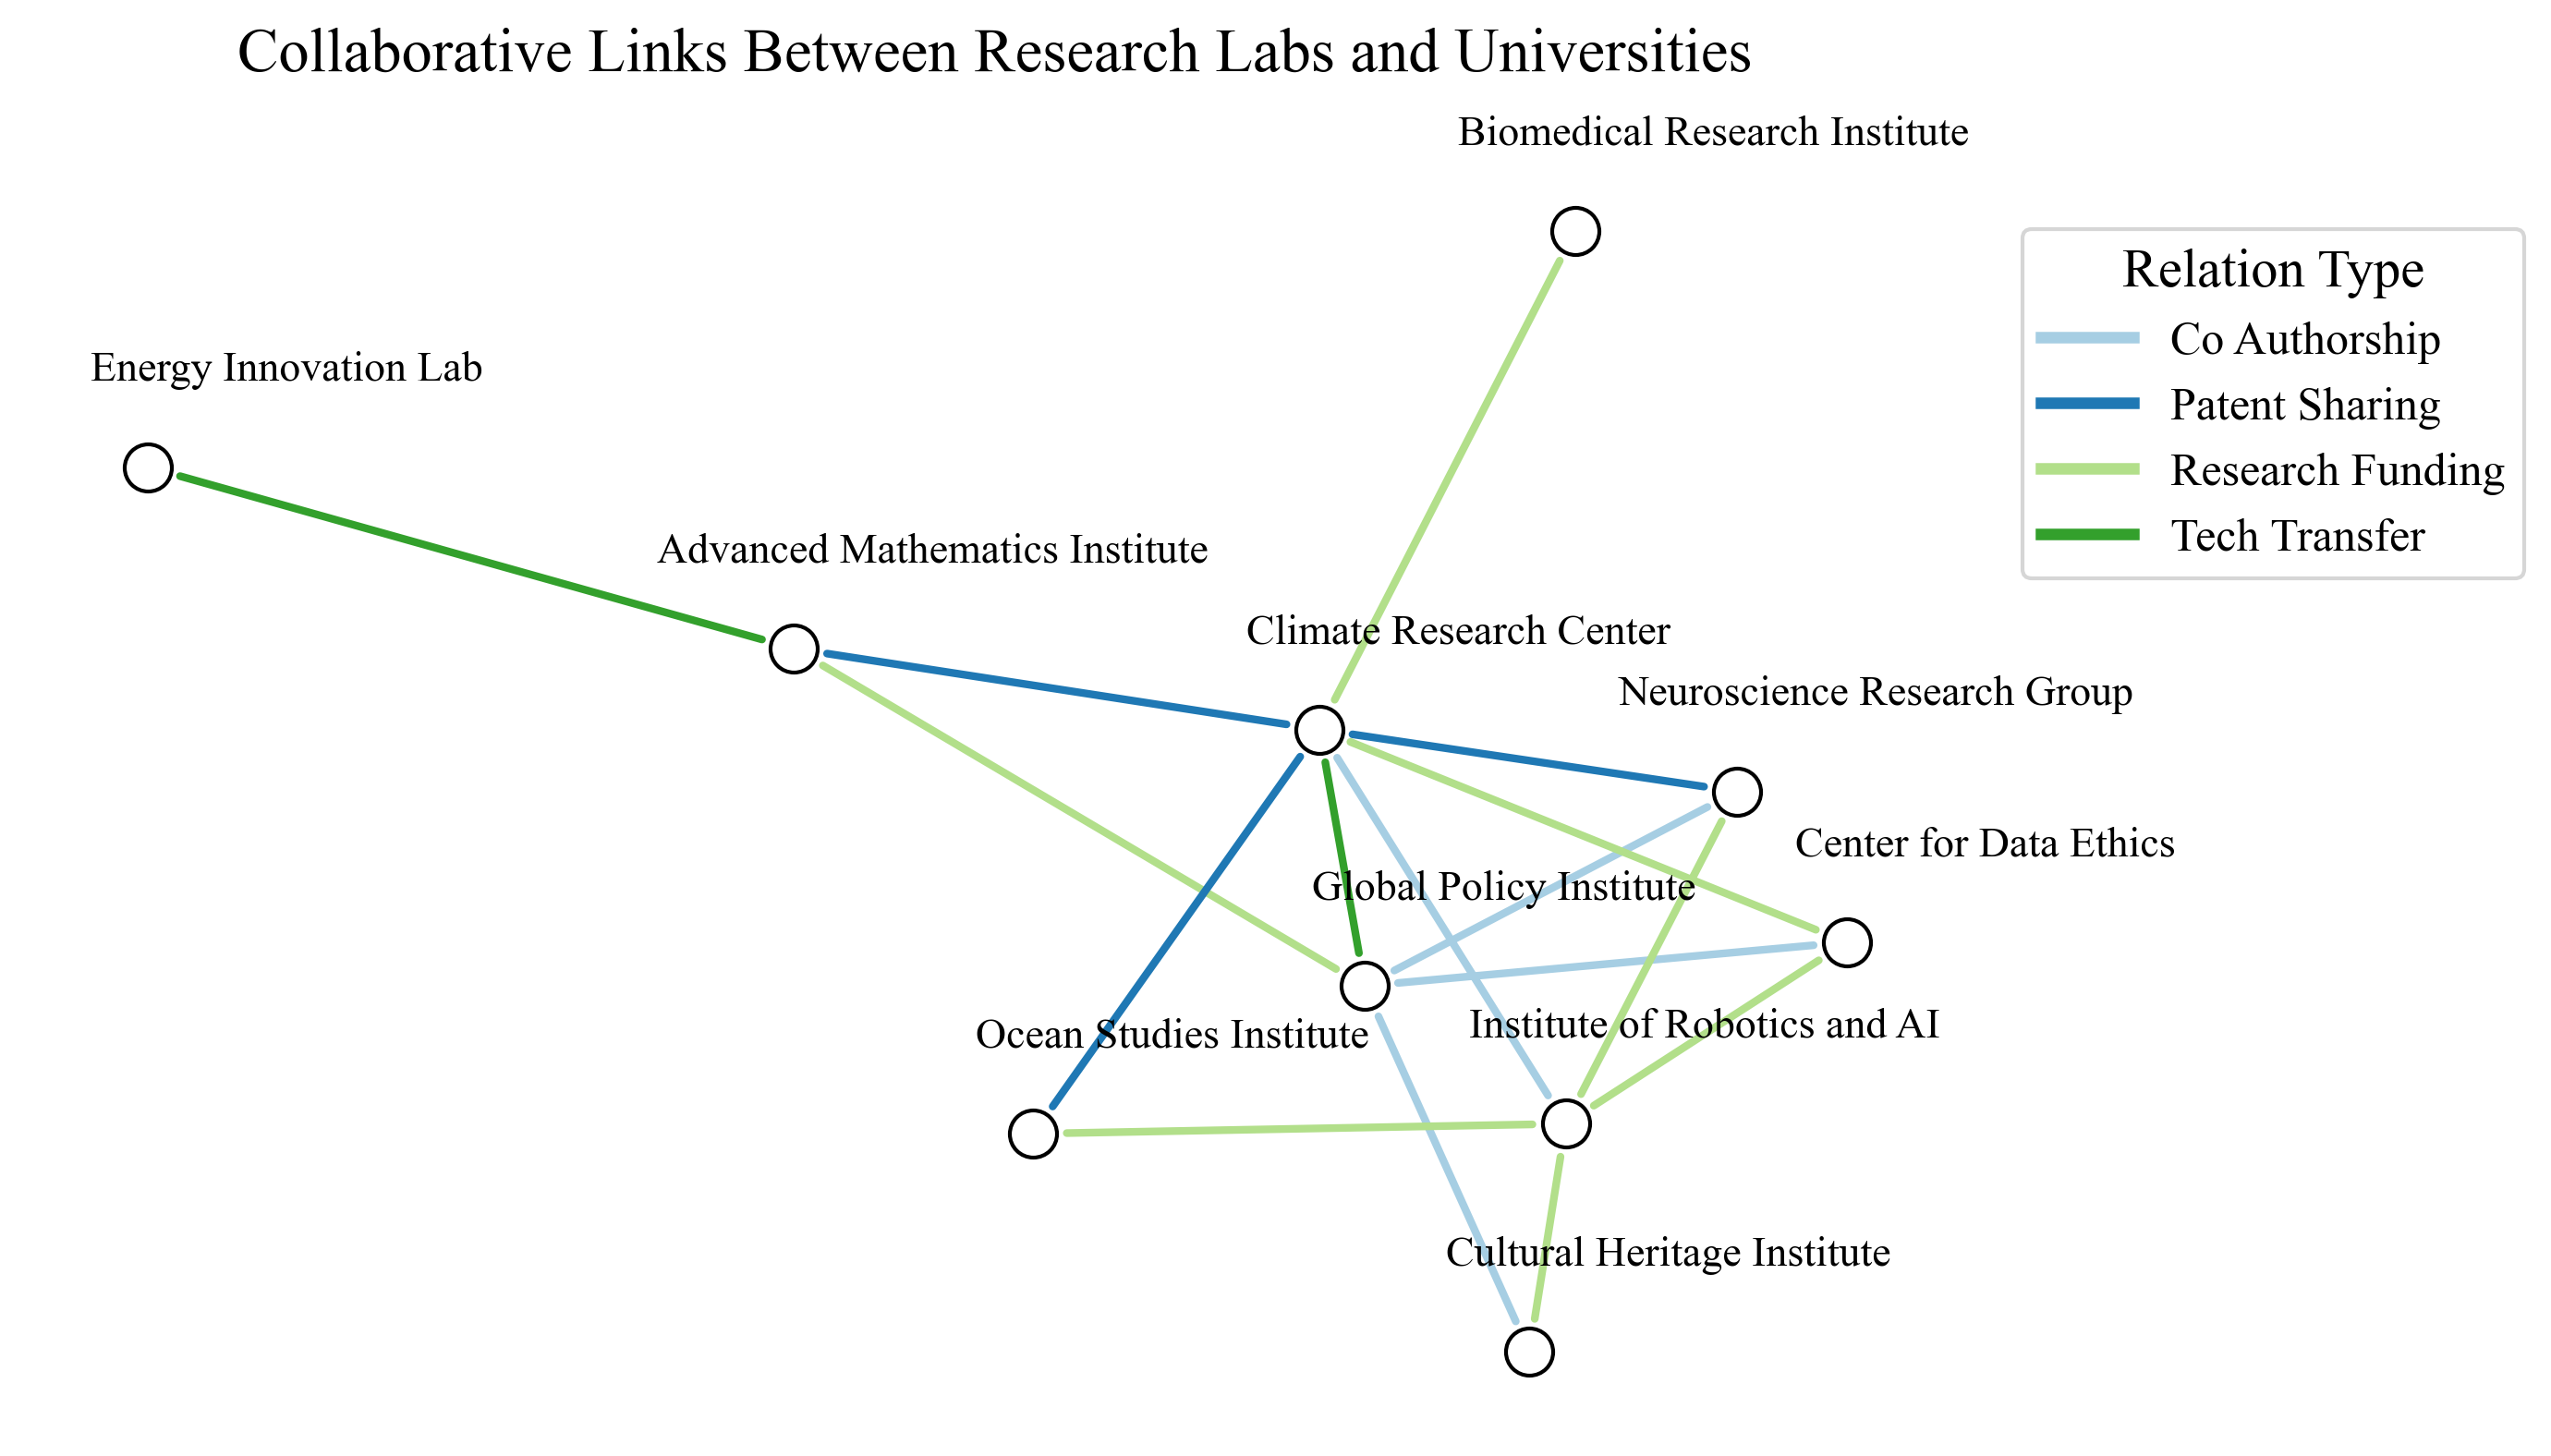 Collaborative Links Between Research Labs and Universities
Biomedical Research Institute
Relation Type
Co Authorship
Patent Sharing
Research Funding
Tech Transfer
Energy Innovation Lab
Advanced Mathematics Institute
Climate Research Center
Neuroscience Research Group
Center for Data Ethics
Global Policy Institute
Ocean Studies Institute
Institute of Robotics and AI
Cultural Heritage Institute